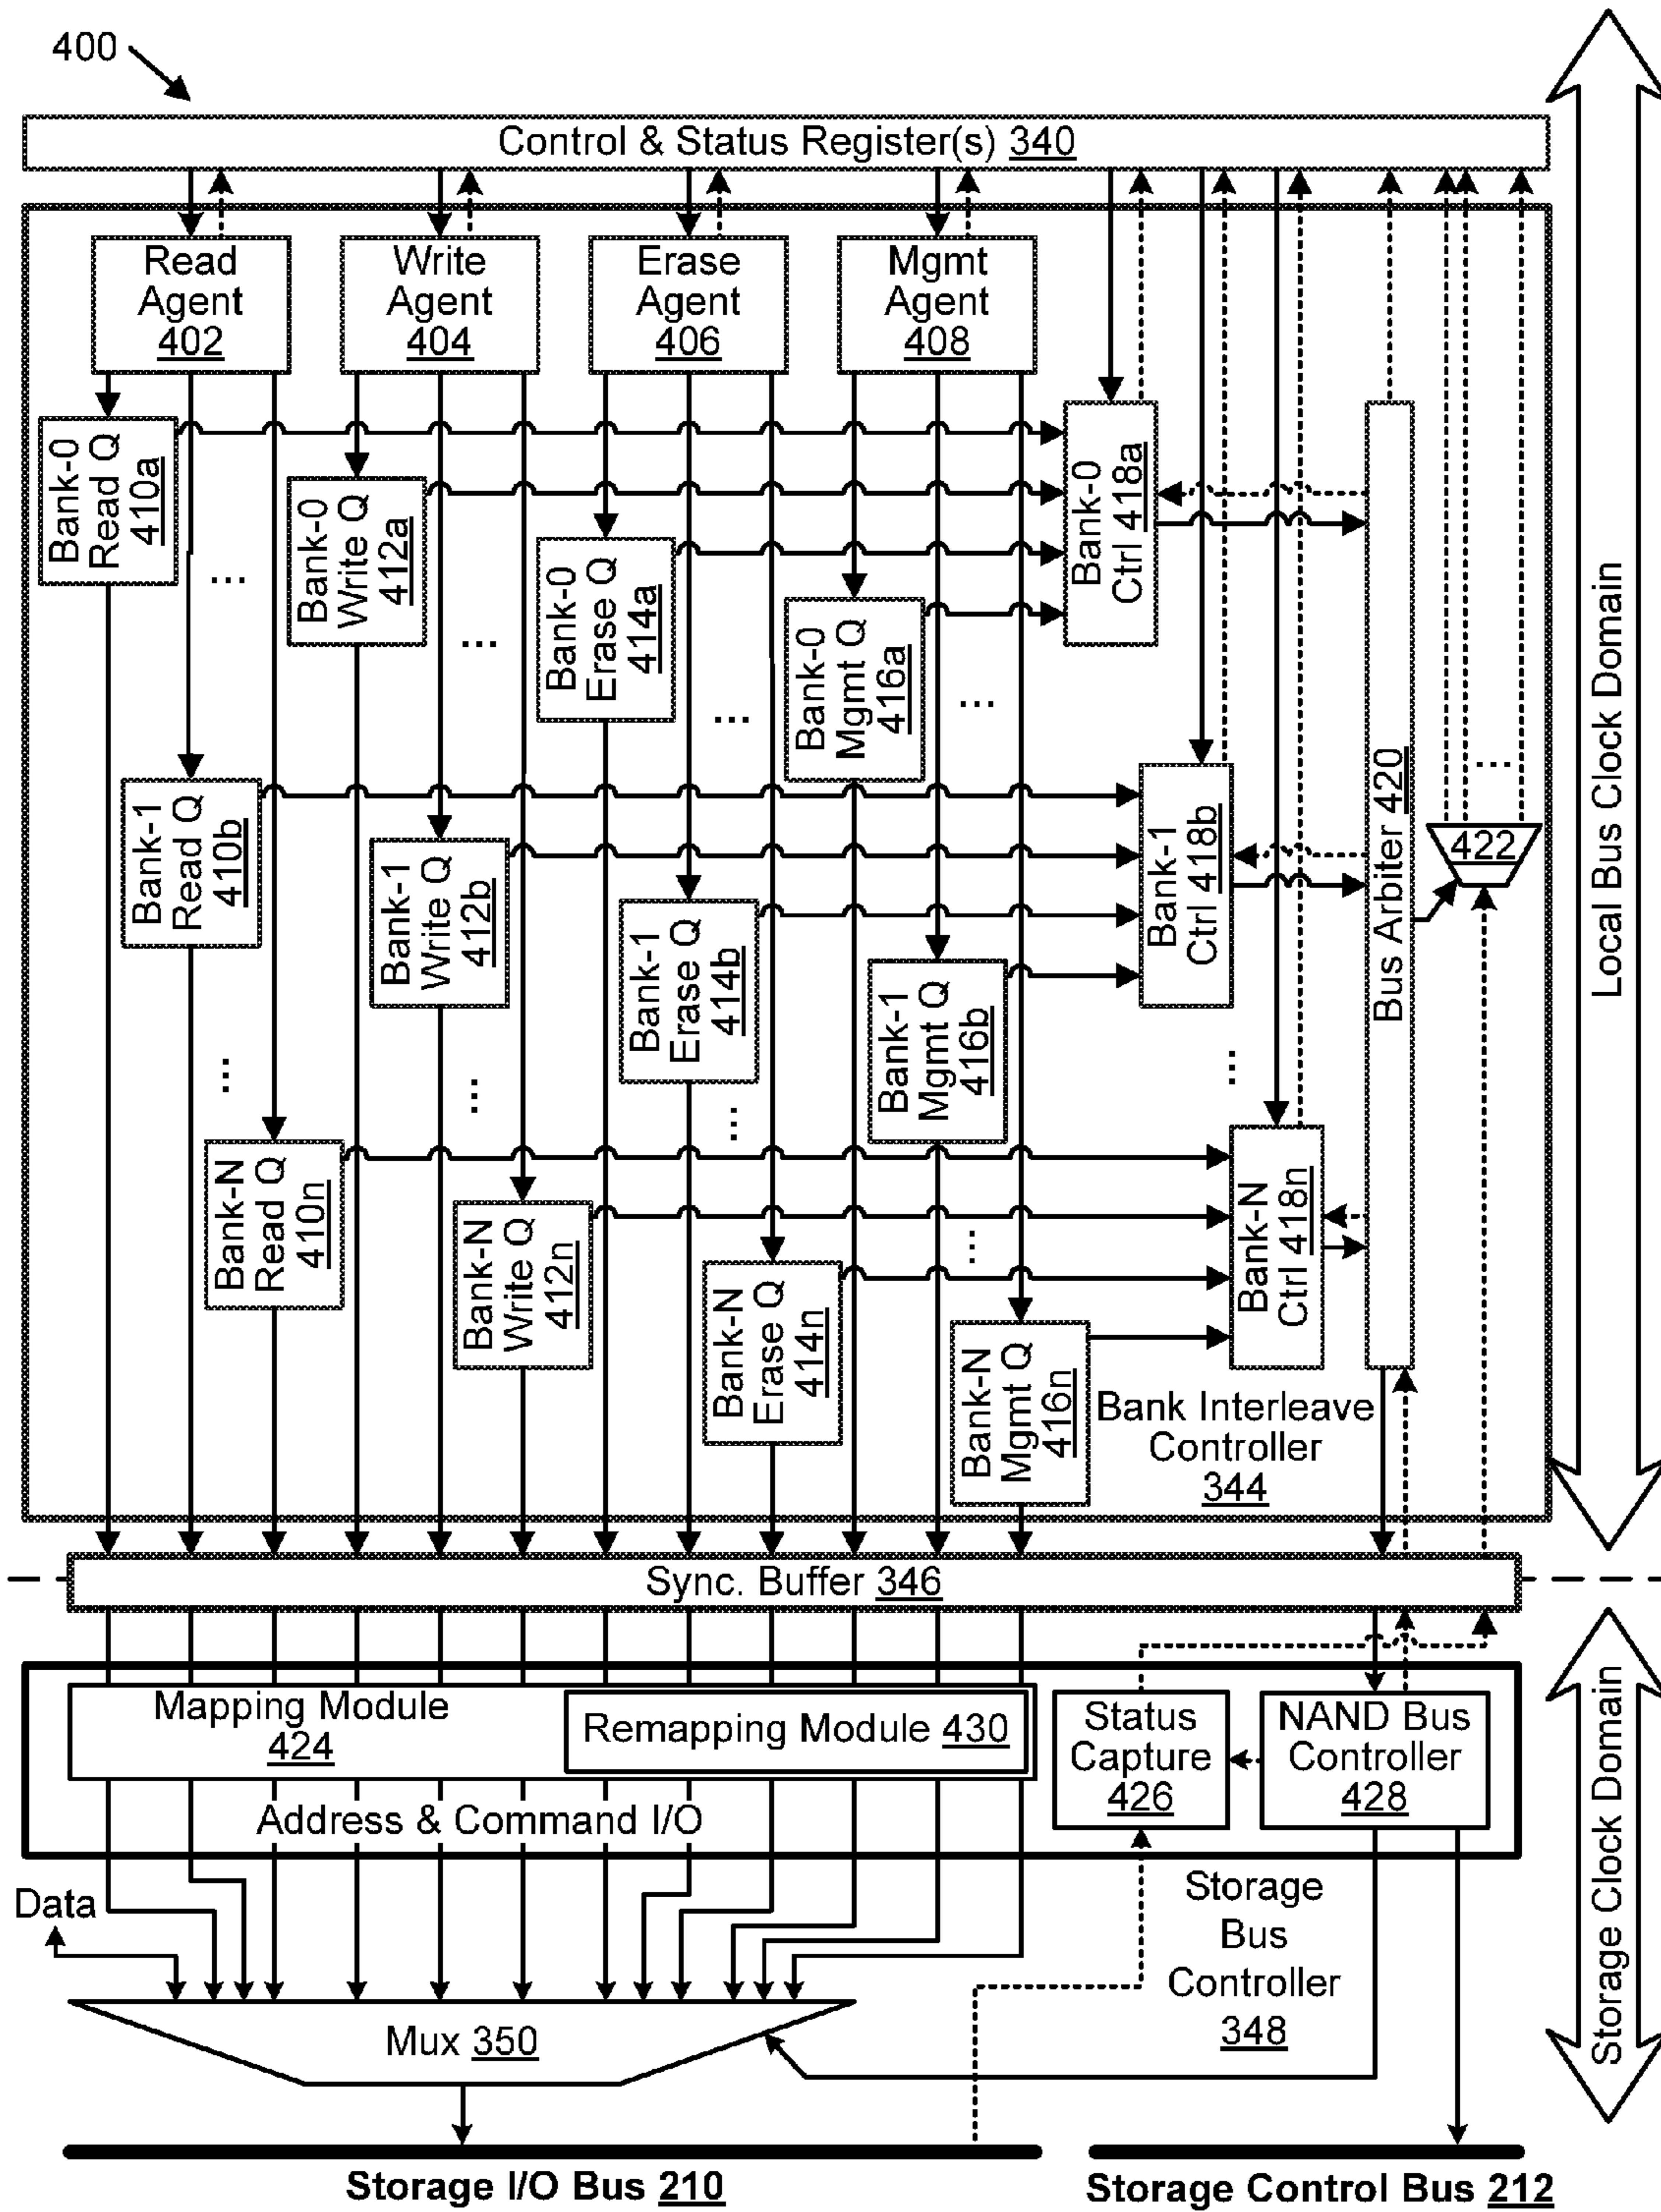 400
Control & Status Register(s) 340
Read
Agent
402
Write
Agent
404
Erase
Agent
406
Mgmt
Agent
408
Bank-0
Read Q
410a
Bank-0
Write Q
412a
Bank-0
Erase Q
414a
Bank-0
Mgmt Q
416a
Bank-0
Ctrl 418a
...
...
...
...
Bank-1
Read Q
410b
Bank-1
Write Q
412b
Bank-1
Erase Q
414b
Bank-1
Mgmt Q
416b
Bank-1
Ctrl 418b
Bus Arbiter 420
...
422
...
...
...
...
...
Bank-N
Read Q
410n
Bank-N
Write Q
412n
Bank-N
Erase Q
414n
Bank-N
Mgmt Q
416n
Bank-N
Ctrl 418n
Bank Interleave
Controller
344
Local Bus Clock Domain
Sync. Buffer 346
Mapping Module
424
Remapping Module 430
Status
Capture
426
NAND Bus
Controller
428
Address & Command I/O
Data
Storage
Bus
Controller
348
Storage Clock Domain
Mux 350
Storage I/O Bus 210
Storage Control Bus 212